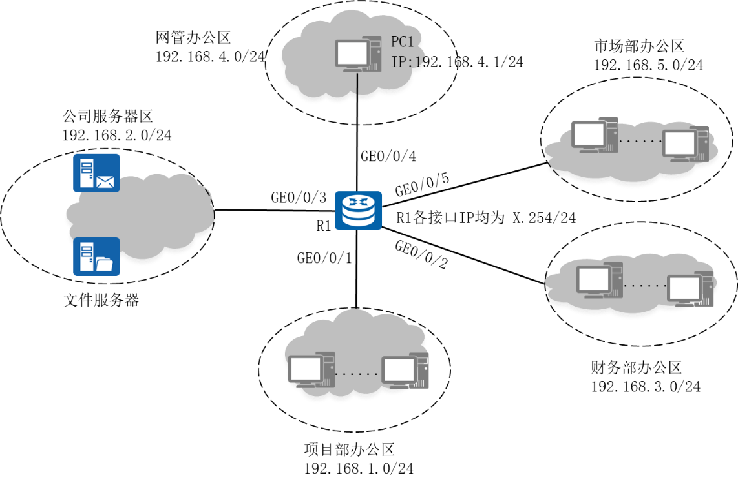 网管办公区
192.168.4.0/24
PC1
IP:192.168.4.1/24
市场部办公区
192.168.5.0/24
公司服务器区
192.168.2.0/24
GE0/0/4
GE0/0/5
GE0/0/3
R1
R1各接口IP均为 X.254/24
GE0/0/1
GE0/0/2
文件服务器
财务部办公区
192.168.3.0/24
项目部办公区
192.168.1.0/24